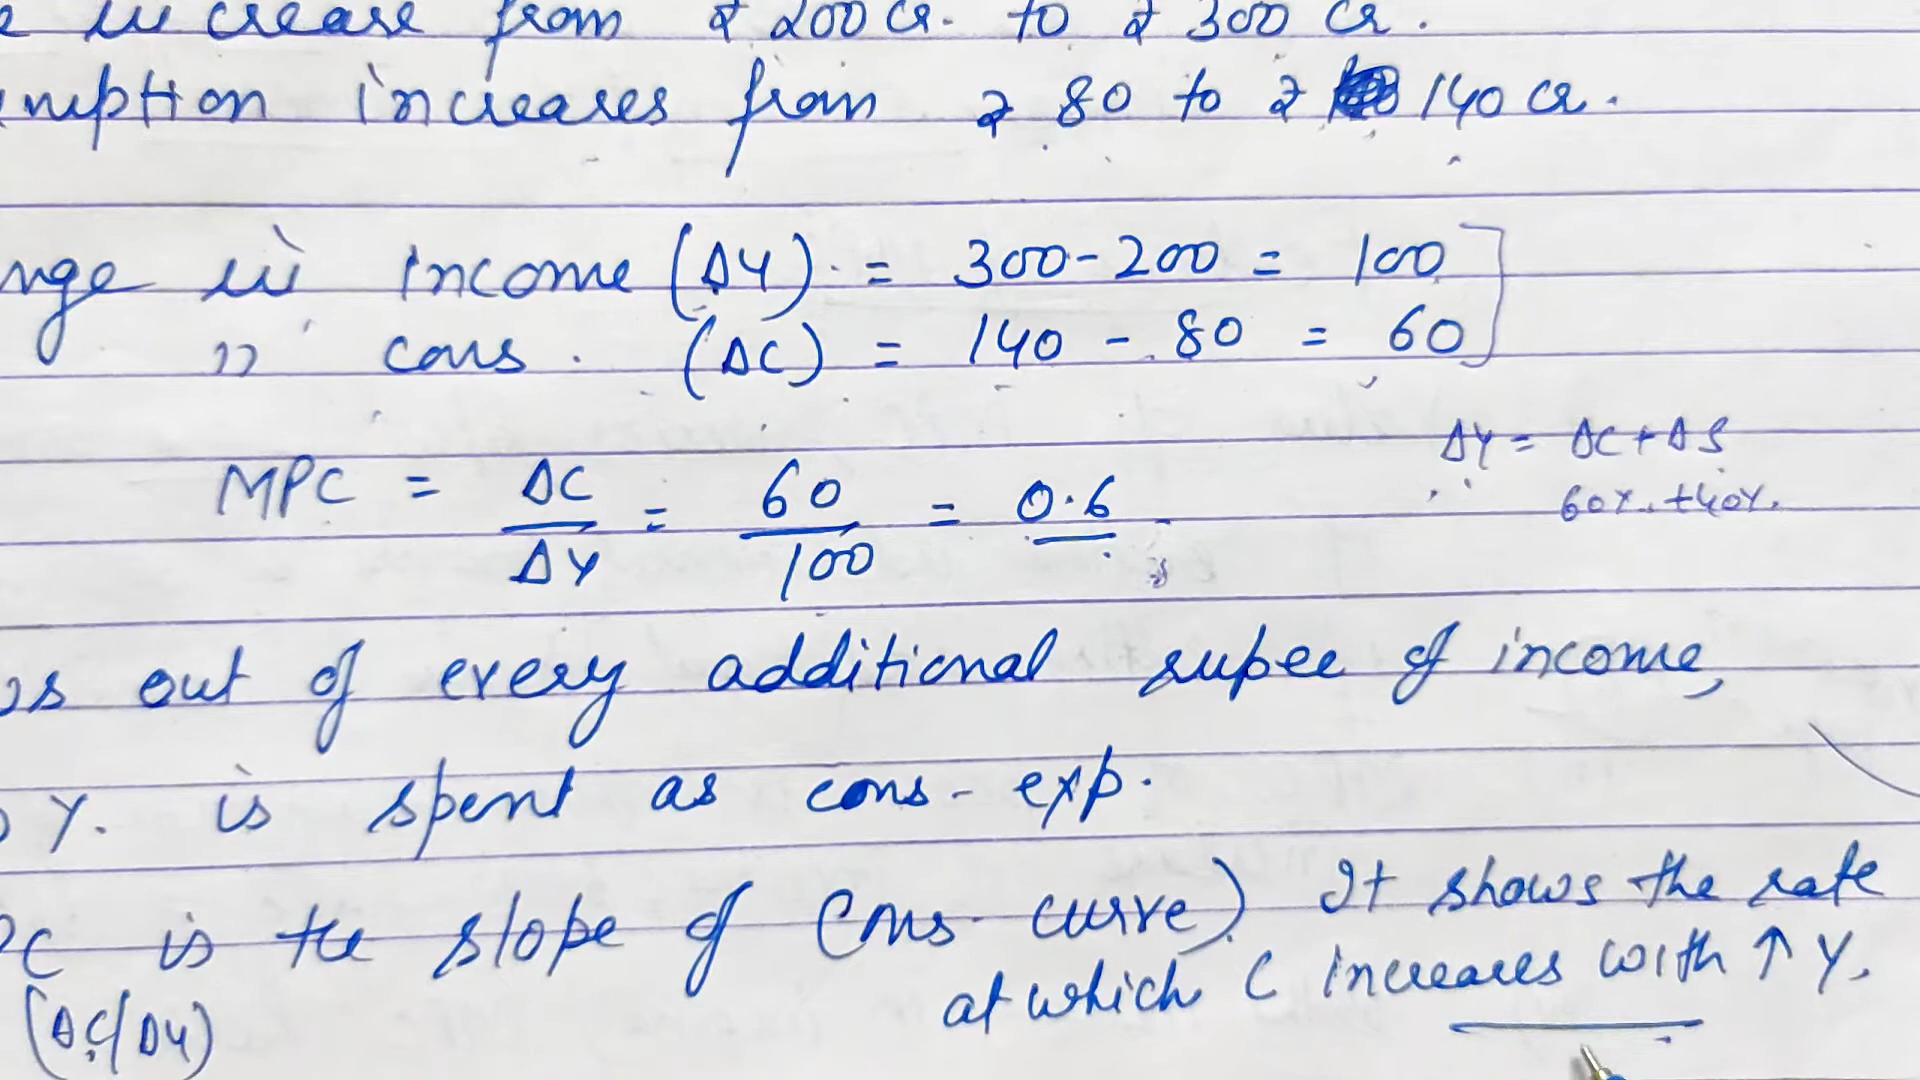 e increase from ₹ 200 cr. to ₹ 300 cr.
mption increases from ₹ 80 to ₹ 140 cr.
nge in income (ΔY) = 300-200 = 100
" cons. (ΔC) = 140 - 80 = 60
ΔY = ΔC + ΔS
60%. + 40%.
MPC = ΔC/ΔY = 60/100 = 0.6
s out of every additional rupee of income,
%. is spent as cons. exp.
PC is the slope of Cons. curve) It shows the rate
(ΔC/ΔY) at which C increases with ↑ Y.